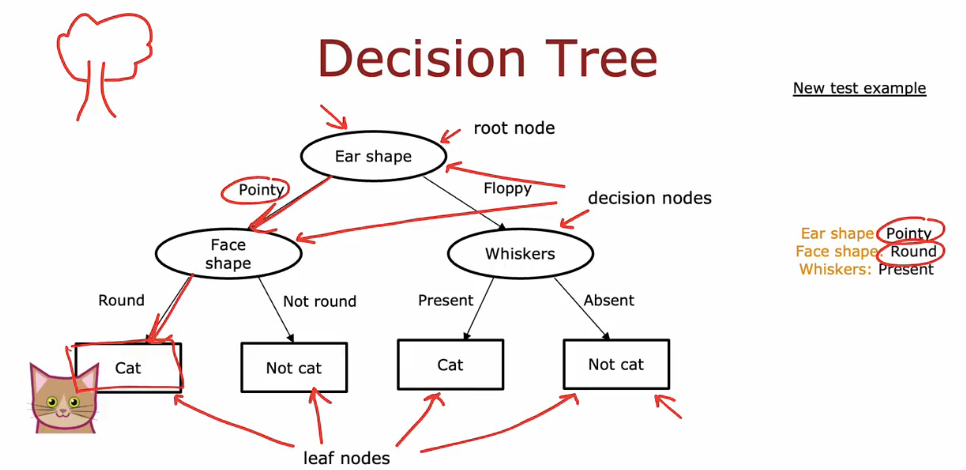 Decision Tree
New test example
root node
Ear shape
Pointy
Floppy
decision nodes
Face
shape
Whiskers
Ear shape: Pointy
Face shape: Round
Whiskers: Present
Round
Not round
Present
Absent
Cat
Not cat
Cat
Not cat
leaf nodes